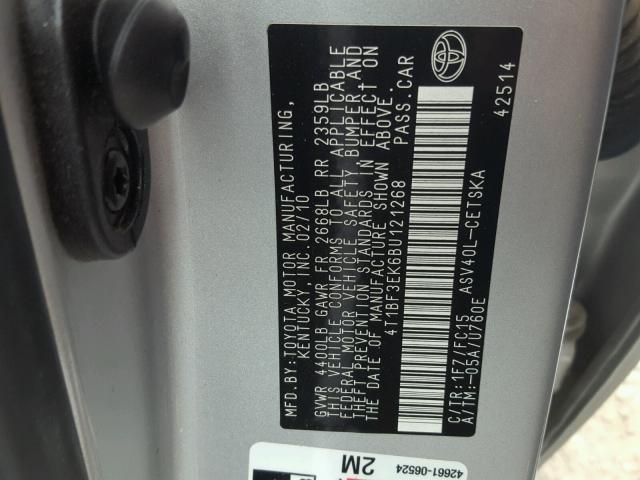 MFD.BY:TOYOTA MOTOR MANUFACTURING,
KENTUCKY, INC. 02/10
GVWR 4400LB GAWR FR 2668LB RR 2359LB
THIS VEHICLE CONFORMS TO ALL APPLICABLE
FEDERAL MOTOR VEHICLE SAFETY, BUMPER AND
THEFT PREVENTION STANDARDS IN EFFECT ON
THE DATE OF MANUFACTURE SHOWN ABOVE.
4T1BF3EK6BU121268 PASS.CAR
C/TR:1F7/FC15 ASV40L-CETSKA
A/TM:-05A/U760E
42514
2M
42661-06524